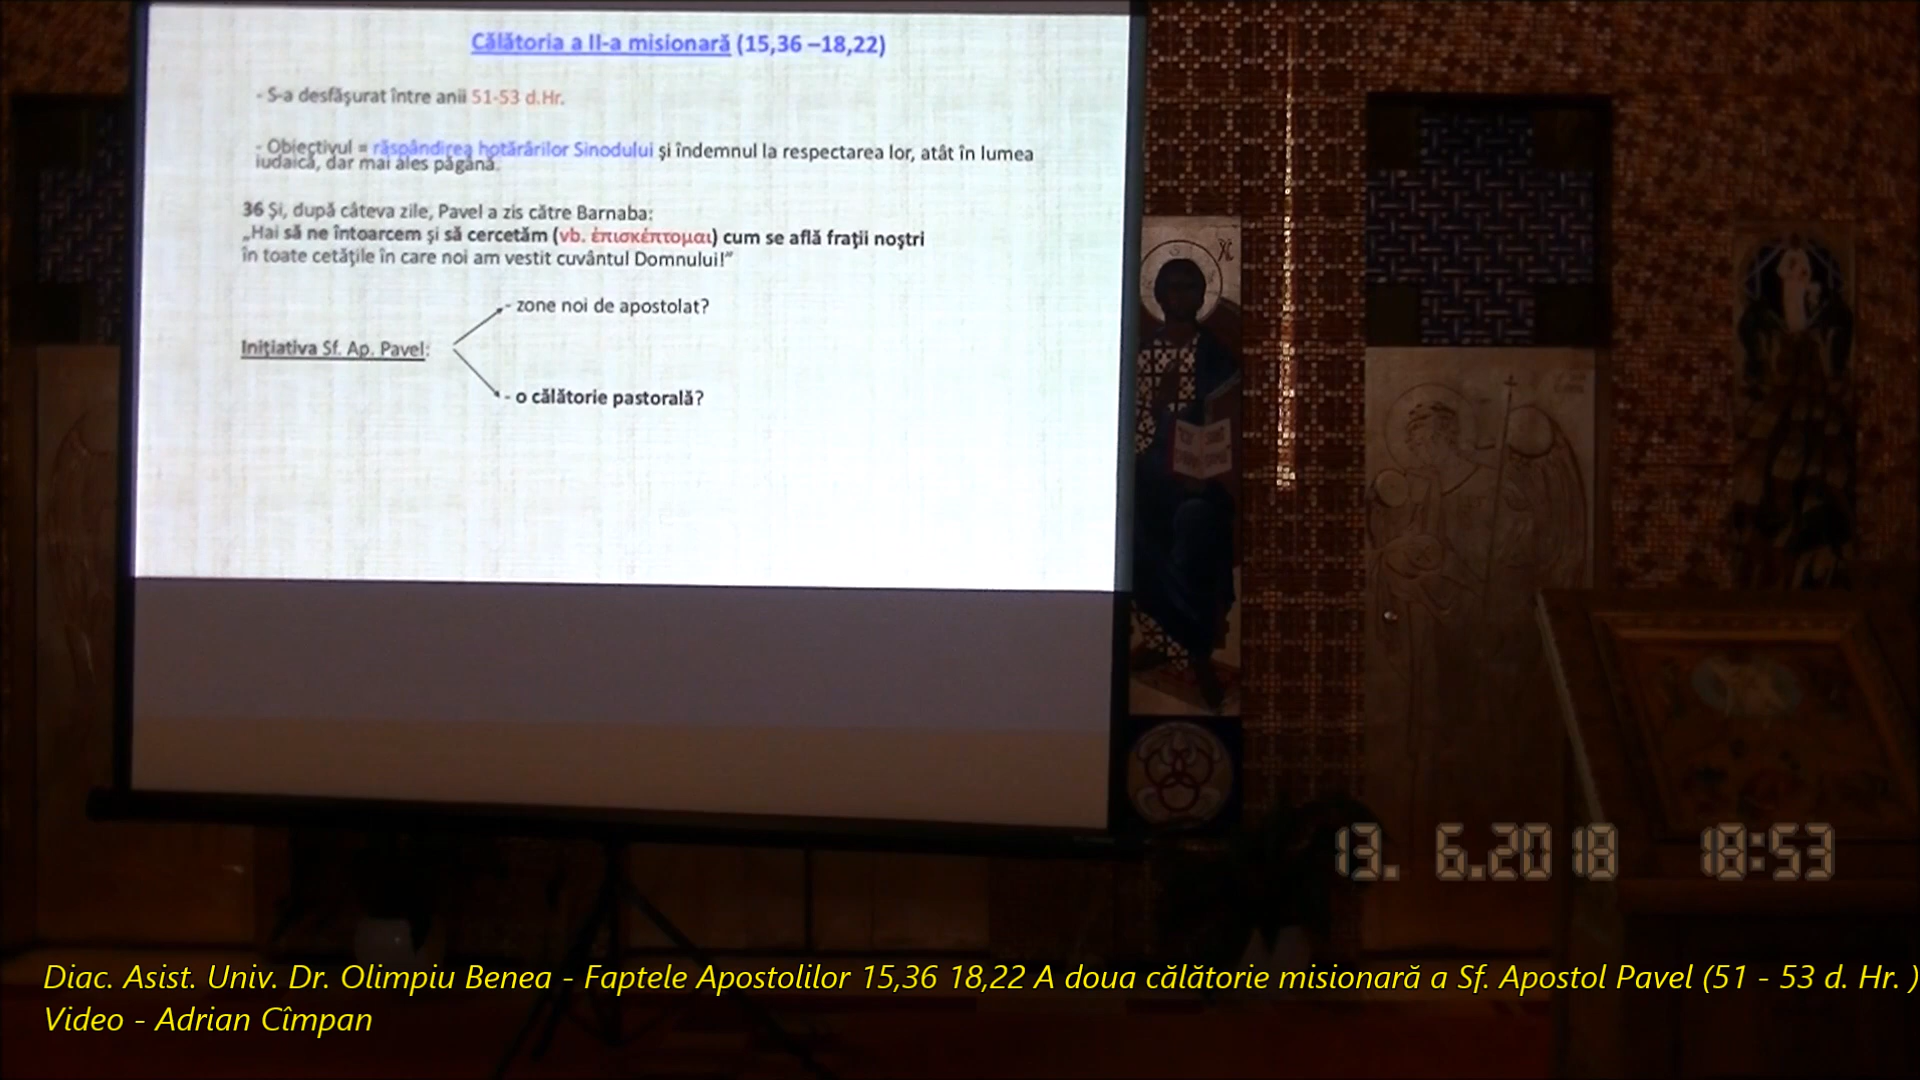 Călătoria a II-a misionară (15,36 –18,22)
- S-a desfăşurat între anii 51-53 d.Hr.
- Obiectivul = răspândirea hotărârilor Sinodului şi îndemnul la respectarea lor, atât în lumea
iudaică, dar mai ales păgână.
36 Şi, după câteva zile, Pavel a zis către Barnaba:
„Hai să ne întoarcem şi să cercetăm (vb. ἐπισκέπτομαι) cum se află fraţii noştri
în toate cetăţile în care noi am vestit cuvântul Domnului!”
- zone noi de apostolat?
Iniţiativa Sf. Ap. Pavel:
- o călătorie pastorală?
13. 6.2018 18:53
Diac. Asist. Univ. Dr. Olimpiu Benea - Faptele Apostolilor 15,36 18,22 A doua călătorie misionară a Sf. Apostol Pavel (51 - 53 d. Hr. )
Video - Adrian Cîmpan